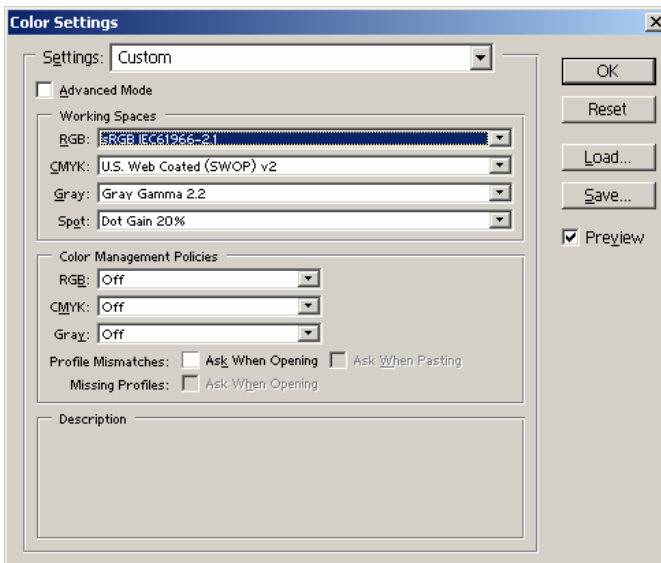 Color Settings
Settings: Custom
OK
Advanced Mode
Reset
Working Spaces
RGB: sRGB IEC61966-2.1
CMYK: U.S. Web Coated (SWOP) v2
Load...
Gray: Gray Gamma 2.2
Save...
Spot: Dot Gain 20%
Preview
Color Management Policies
RGB: Off
CMYK: Off
Gray: Off
Profile Mismatches: Ask When Opening Ask When Pasting
Missing Profiles: Ask When Opening
Description